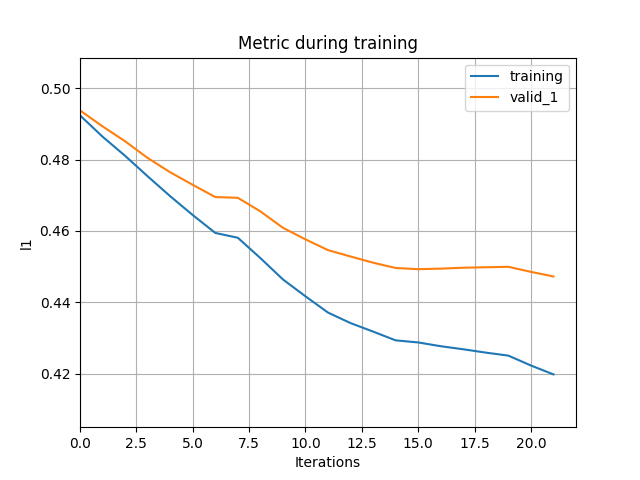 Metric during training
training
valid_1
0.50
0.48
0.46
0.44
0.42
l1
0.0 2.5 5.0 7.5 10.0 12.5 15.0 17.5 20.0
Iterations